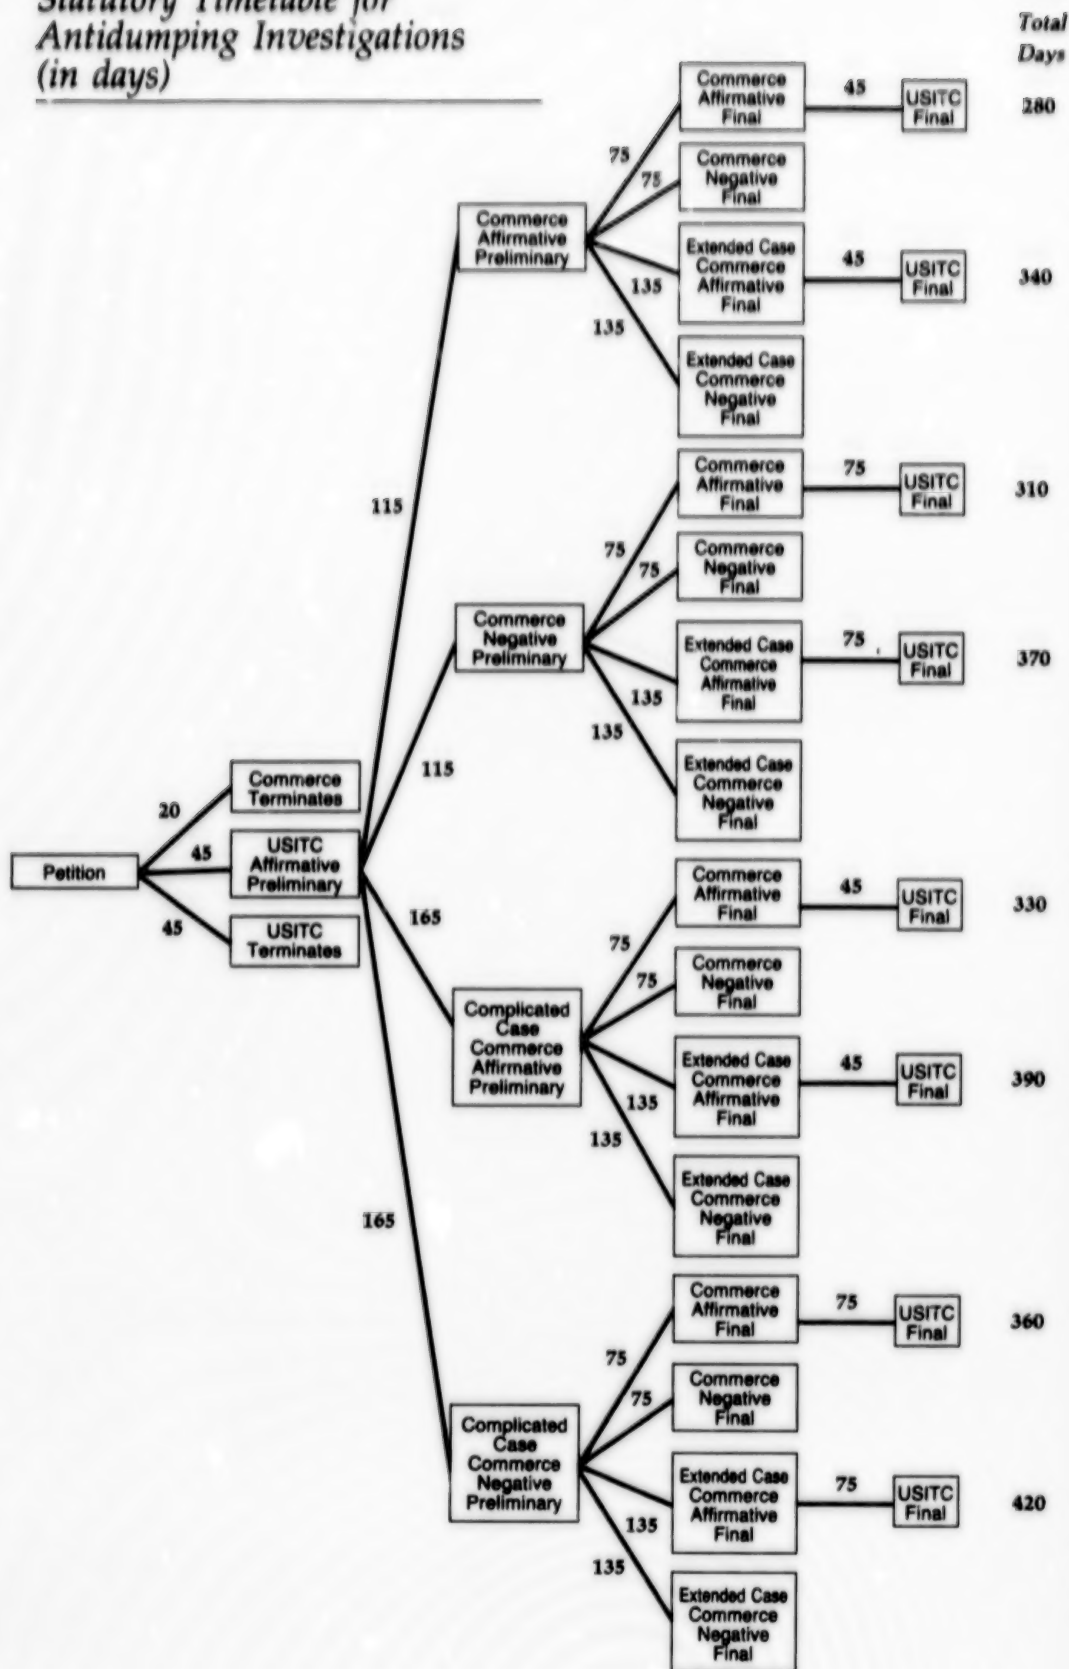 Statutory Timetable for
Antidumping Investigations
(in days)
Total
Days
Commerce
Affirmative
Final
45
USITC
Final
280
75
75
Commerce
Negative
Final
Commerce
Affirmative
Preliminary
Extended Case
Commerce
Affirmative
Final
45
USITC
Final
340
135
135
Extended Case
Commerce
Negative
Final
115
Commerce
Affirmative
Final
75
USITC
Final
310
75
75
Commerce
Negative
Final
Commerce
Negative
Preliminary
Extended Case
Commerce
Affirmative
Final
75
USITC
Final
370
135
135
Extended Case
Commerce
Negative
Final
115
Commerce
Terminates
20
Petition
45
USITC
Affirmative
Preliminary
45
USITC
Terminates
165
Commerce
Affirmative
Final
45
USITC
Final
330
75
75
Commerce
Negative
Final
Complicated
Case
Commerce
Affirmative
Preliminary
Extended Case
Commerce
Affirmative
Final
45
USITC
Final
390
135
135
Extended Case
Commerce
Negative
Final
165
Commerce
Affirmative
Final
75
USITC
Final
360
75
75
Commerce
Negative
Final
Complicated
Case
Commerce
Negative
Preliminary
Extended Case
Commerce
Affirmative
Final
75
USITC
Final
420
135
135
Extended Case
Commerce
Negative
Final